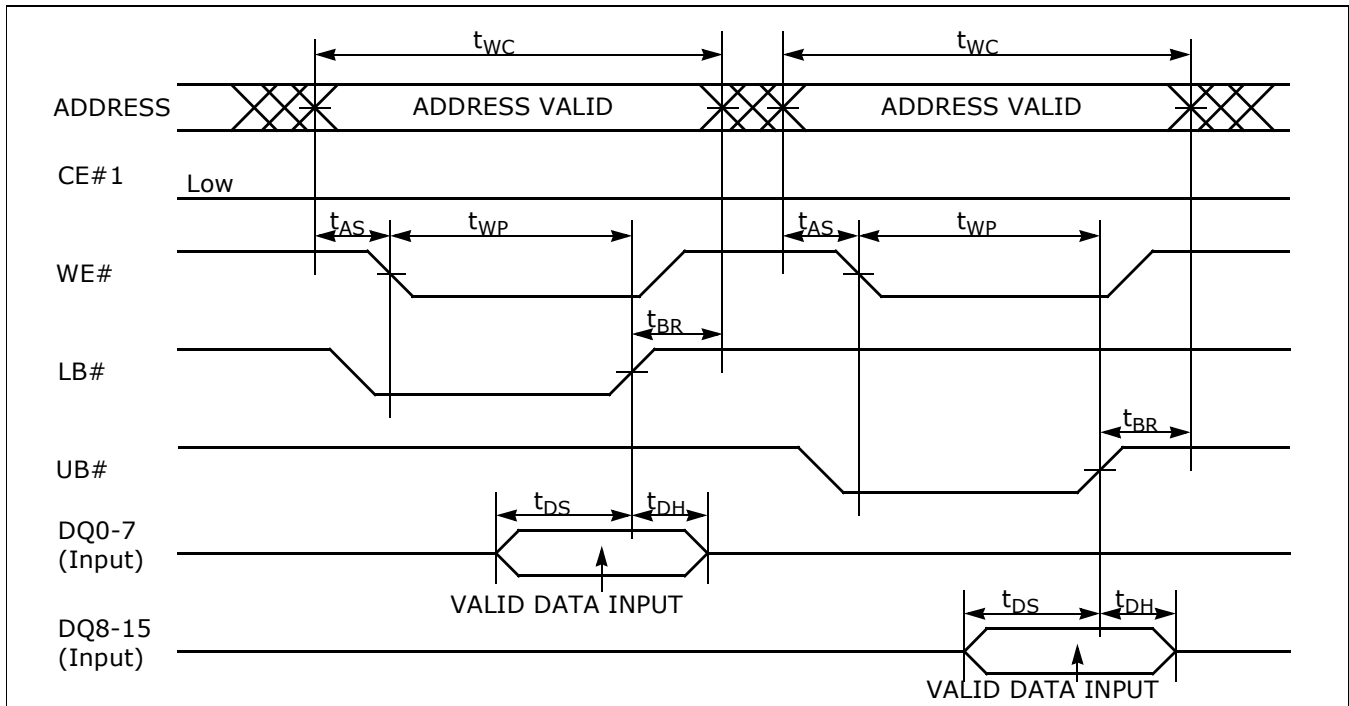 tWC tWC
ADDRESS ADDRESS VALID ADDRESS VALID
CE#1 Low
tAS tWP tAS tWP
WE#
tBR
LB#
tBR
UB#
tDS tDH
DQ0-7
(Input)
VALID DATA INPUT
tDS tDH
DQ8-15
(Input)
VALID DATA INPUT